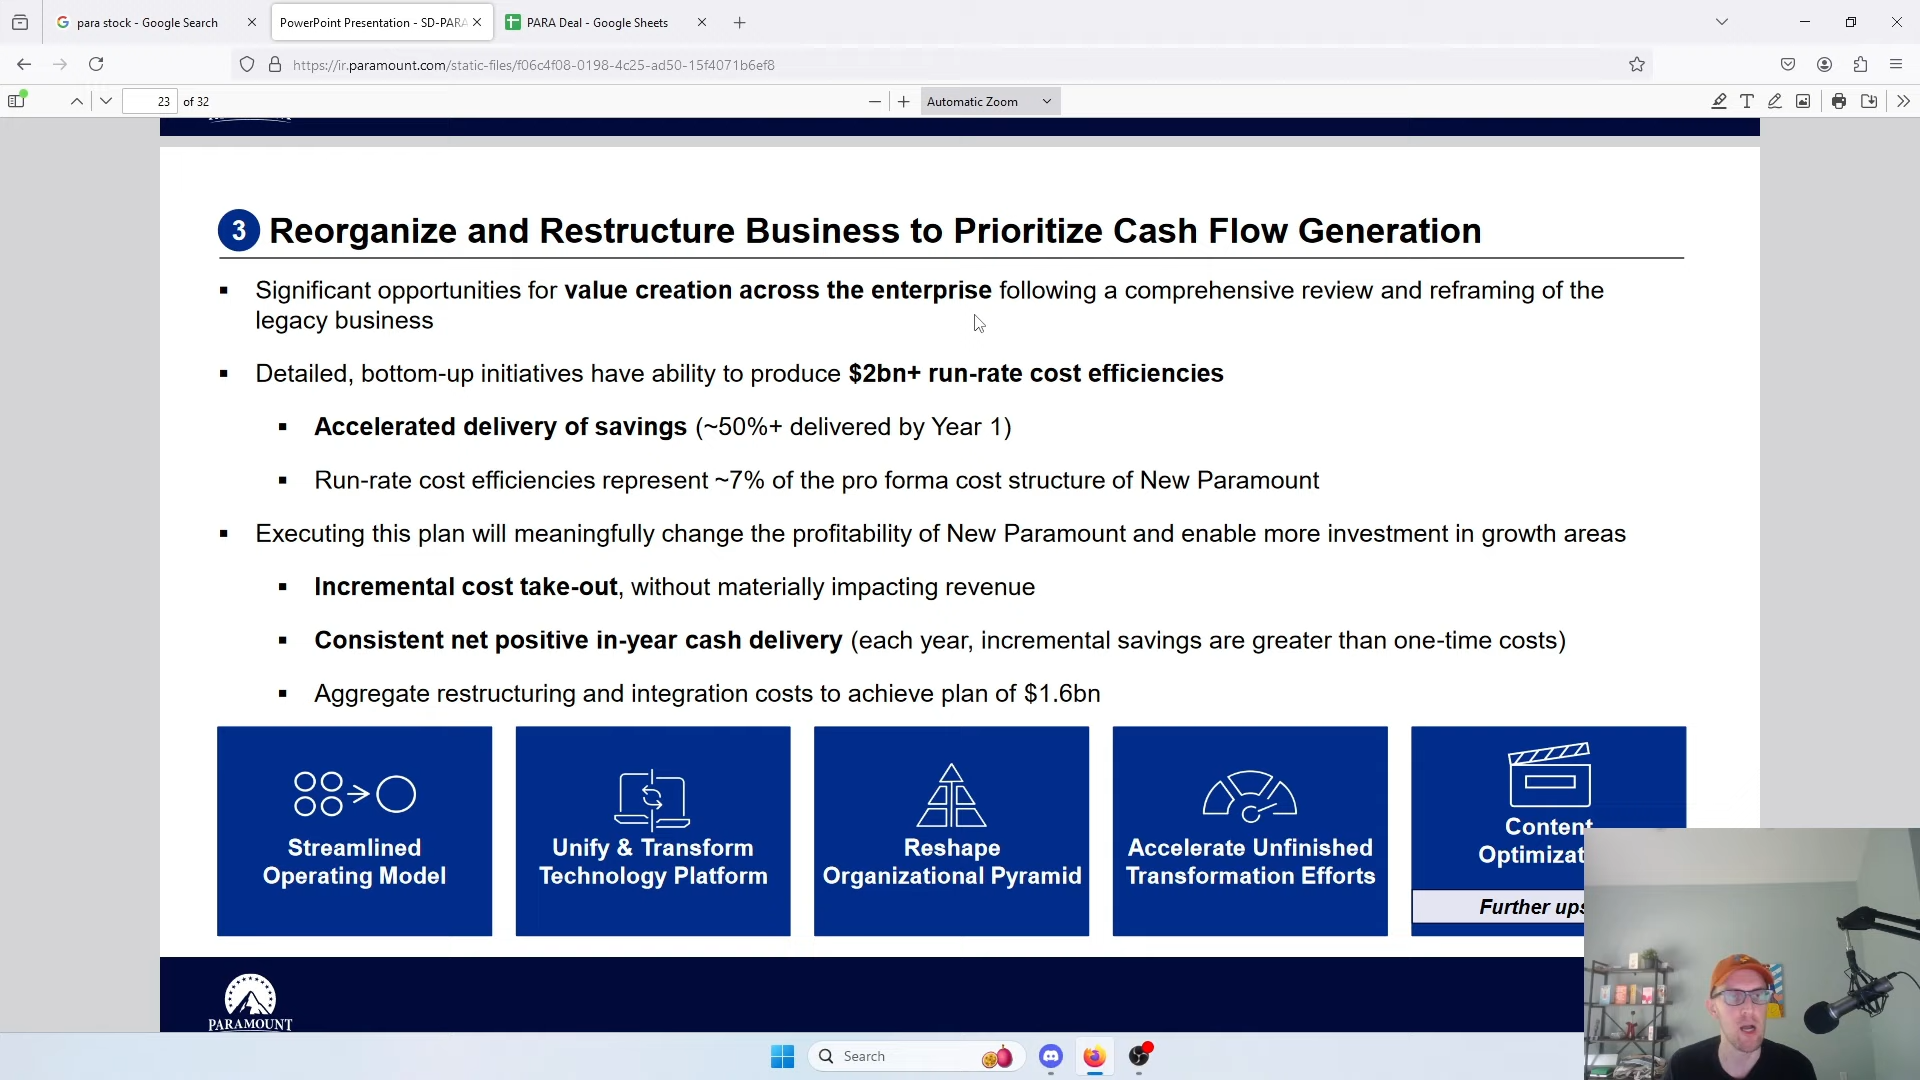 para stock - Google Search
PowerPoint Presentation - SD-PARA
PARA Deal - Google Sheets
https://ir.paramount.com/static-files/f06c4f08-0198-4c25-ad50-15f4071b6ef8
23 of 32
Automatic Zoom
3 Reorganize and Restructure Business to Prioritize Cash Flow Generation
▪ Significant opportunities for value creation across the enterprise following a comprehensive review and reframing of the
legacy business
▪ Detailed, bottom-up initiatives have ability to produce $2bn+ run-rate cost efficiencies
▪ Accelerated delivery of savings (~50%+ delivered by Year 1)
▪ Run-rate cost efficiencies represent ~7% of the pro forma cost structure of New Paramount
▪ Executing this plan will meaningfully change the profitability of New Paramount and enable more investment in growth areas
▪ Incremental cost take-out, without materially impacting revenue
▪ Consistent net positive in-year cash delivery (each year, incremental savings are greater than one-time costs)
▪ Aggregate restructuring and integration costs to achieve plan of $1.6bn
Streamlined
Operating Model
Unify & Transform
Technology Platform
Reshape
Organizational Pyramid
Accelerate Unfinished
Transformation Efforts
Content
Optimizat
Further ups
PARAMOUNT
Search